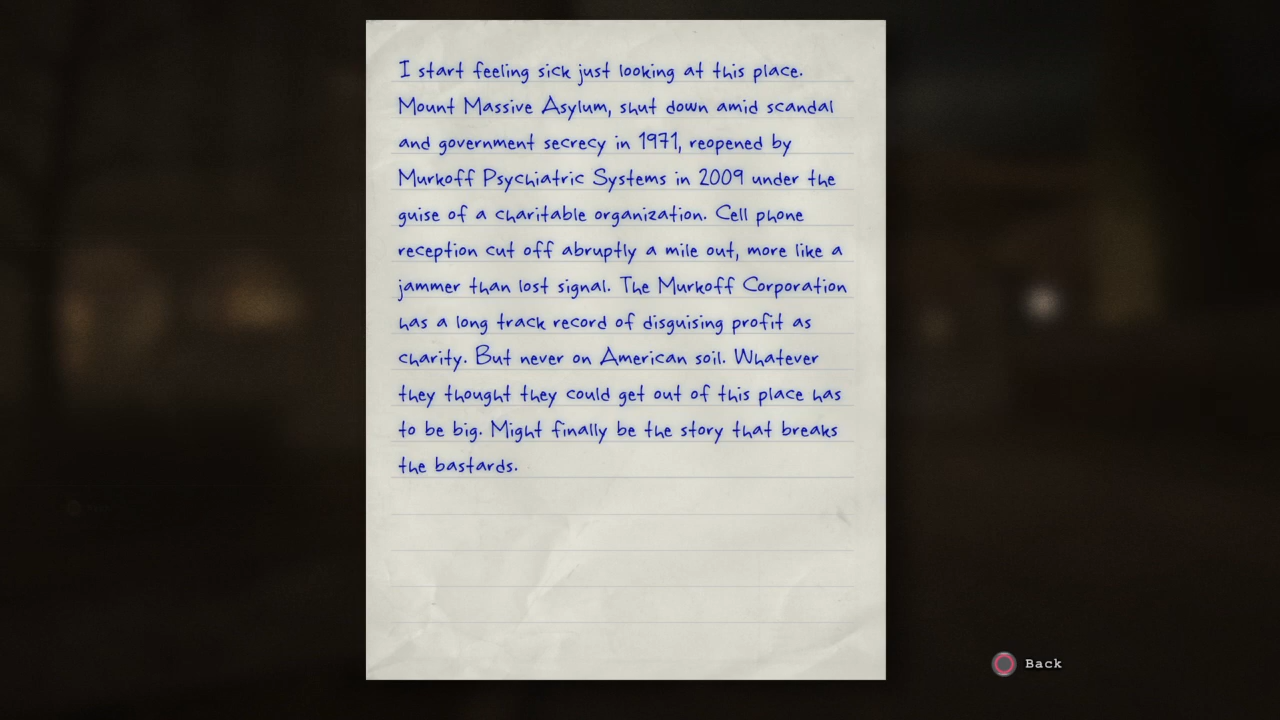 I start feeling sick just looking at this place.
Mount Massive Asylum, shut down amid scandal
and government secrecy in 1971, reopened by
Murkoff Psychiatric Systems in 2009 under the
guise of a charitable organization. Cell phone
reception cut off abruptly a mile out, more like a
jammer than lost signal. The Murkoff Corporation
has a long track record of disguising profit as
charity. But never on American soil. Whatever
they thought they could get out of this place has
to be big. Might finally be the story that breaks
the bastards.
Back